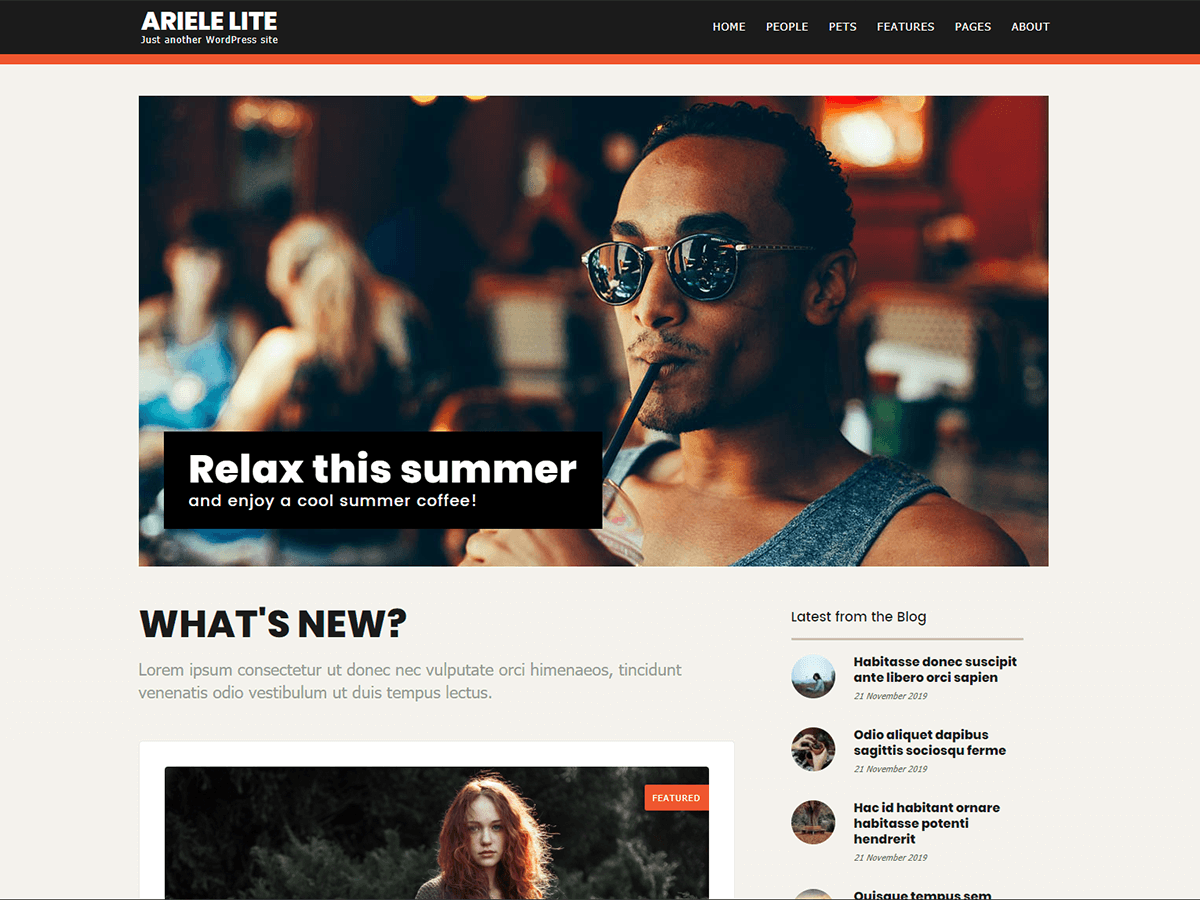 ARIELE LITE
Just another WordPress site
HOME PEOPLE PETS FEATURES PAGES ABOUT
Relax this summer
and enjoy a cool summer coffee!
WHAT'S NEW?
Lorem ipsum consectetur ut donec nec vulputate orci himenaeos, tincidunt
venenatis odio vestibulum ut duis tempus lectus.
FEATURED
Latest from the Blog
Habitasse donec suscipit
ante libero orci sapien
21 November 2019
Odio aliquet dapibus
sagittis sociosqu ferme
21 November 2019
Hac id habitant ornare
habitasse potenti
hendrerit
21 November 2019
Quisque tempus sem